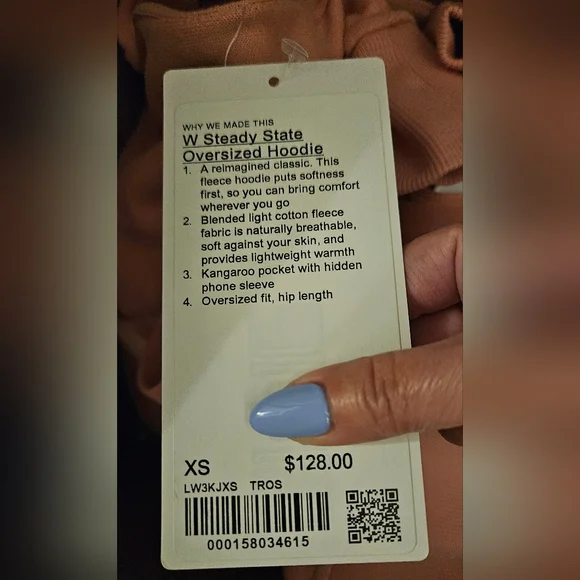 WHY WE MADE THIS
W Steady State
Oversized Hoodie
1. A reimagined classic. This
fleece hoodie puts softness
first, so you can bring comfort
wherever you go
2. Blended light cotton fleece
fabric is naturally breathable,
soft against your skin, and
provides lightweight warmth
3. Kangaroo pocket with hidden
phone sleeve
4. Oversized fit, hip length
XS $128.00
LW3KJXS TROS
000158034615